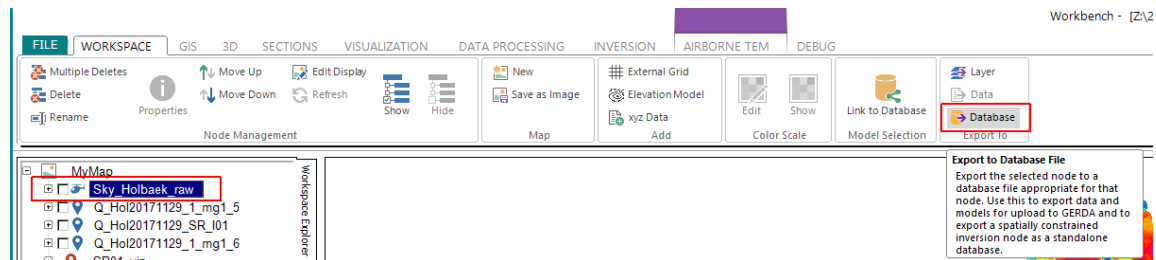 Workbench - [Z:\2
FILE WORKSPACE GIS 3D SECTIONS VISUALIZATION DATA PROCESSING INVERSION AIRBORNE TEM DEBUG
Multiple Deletes
Delete
Rename
Properties
Move Up
Move Down
Edit Display
Refresh
Show
Hide
Node Management
New
Save as Image
Map
External Grid
Elevation Model
xyz Data
Add
Edit
Show
Color Scale
Link to Database
Model Selection
Layer
Data
Database
Export To
Export to Database File
Export the selected node to a
database file appropriate for that
node. Use this to export data and
models for upload to GERDA and to
export a spatially constrained
inversion node as a standalone
database.
MyMap
Sky_Holbaek_raw
Q_Hol20171129_1_mg1_5
Q_Hol20171129_SR_I01
Q_Hol20171129_1_mg1_6
Workspace Explorer